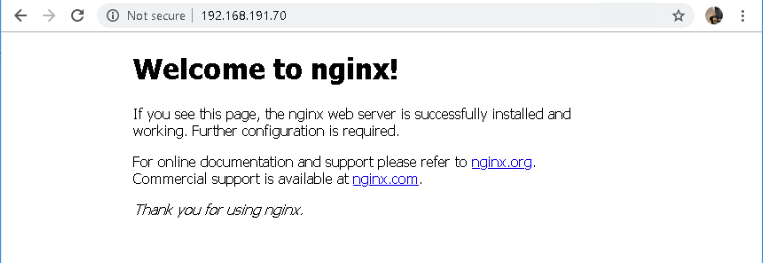 Not secure | 192.168.191.70
Welcome to nginx!
If you see this page, the nginx web server is successfully installed and
working. Further configuration is required.
For online documentation and support please refer to nginx.org.
Commercial support is available at nginx.com.
Thank you for using nginx.